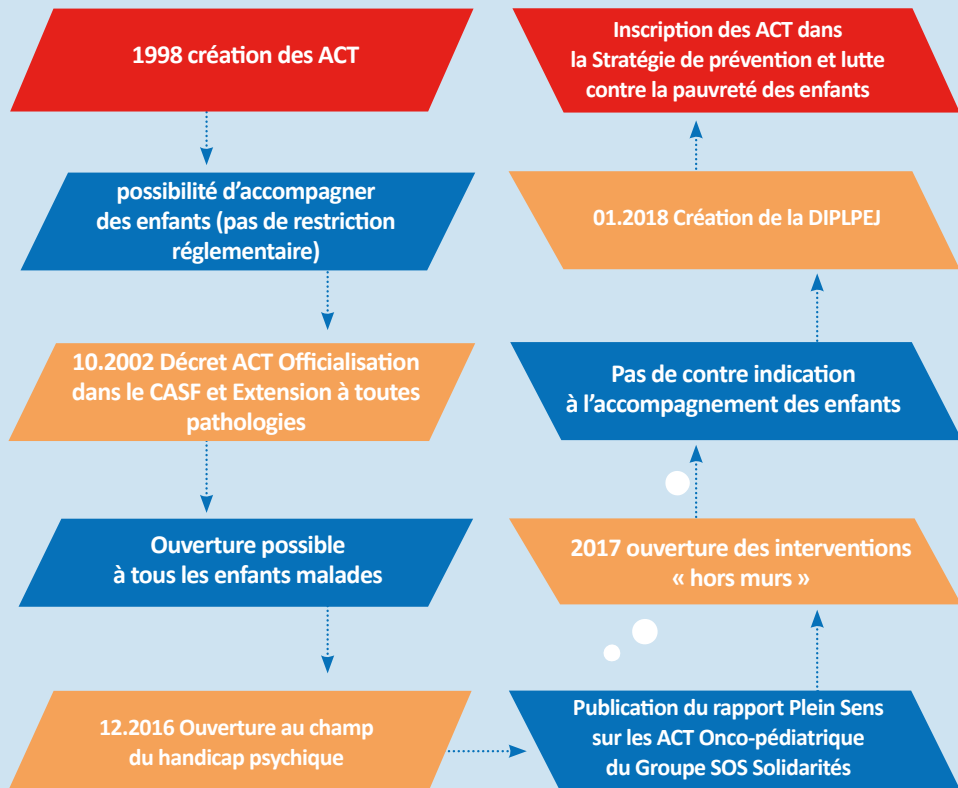 1998 création des ACT
possibilité d'accompagner
des enfants (pas de restriction
réglementaire)
10.2002 Décret ACT Officialisation
dans le CASF et Extension à toutes
pathologies
Ouverture possible
à tous les enfants malades
12.2016 Ouverture au champ
du handicap psychique
Publication du rapport Plein Sens
sur les ACT Onco-pédiatrique
du Groupe SOS Solidarités
2017 ouverture des interventions
« hors murs »
Pas de contre indication
à l'accompagnement des enfants
01.2018 Création de la DIPLPEJ
Inscription des ACT dans
la Stratégie de prévention et lutte
contre la pauvreté des enfants